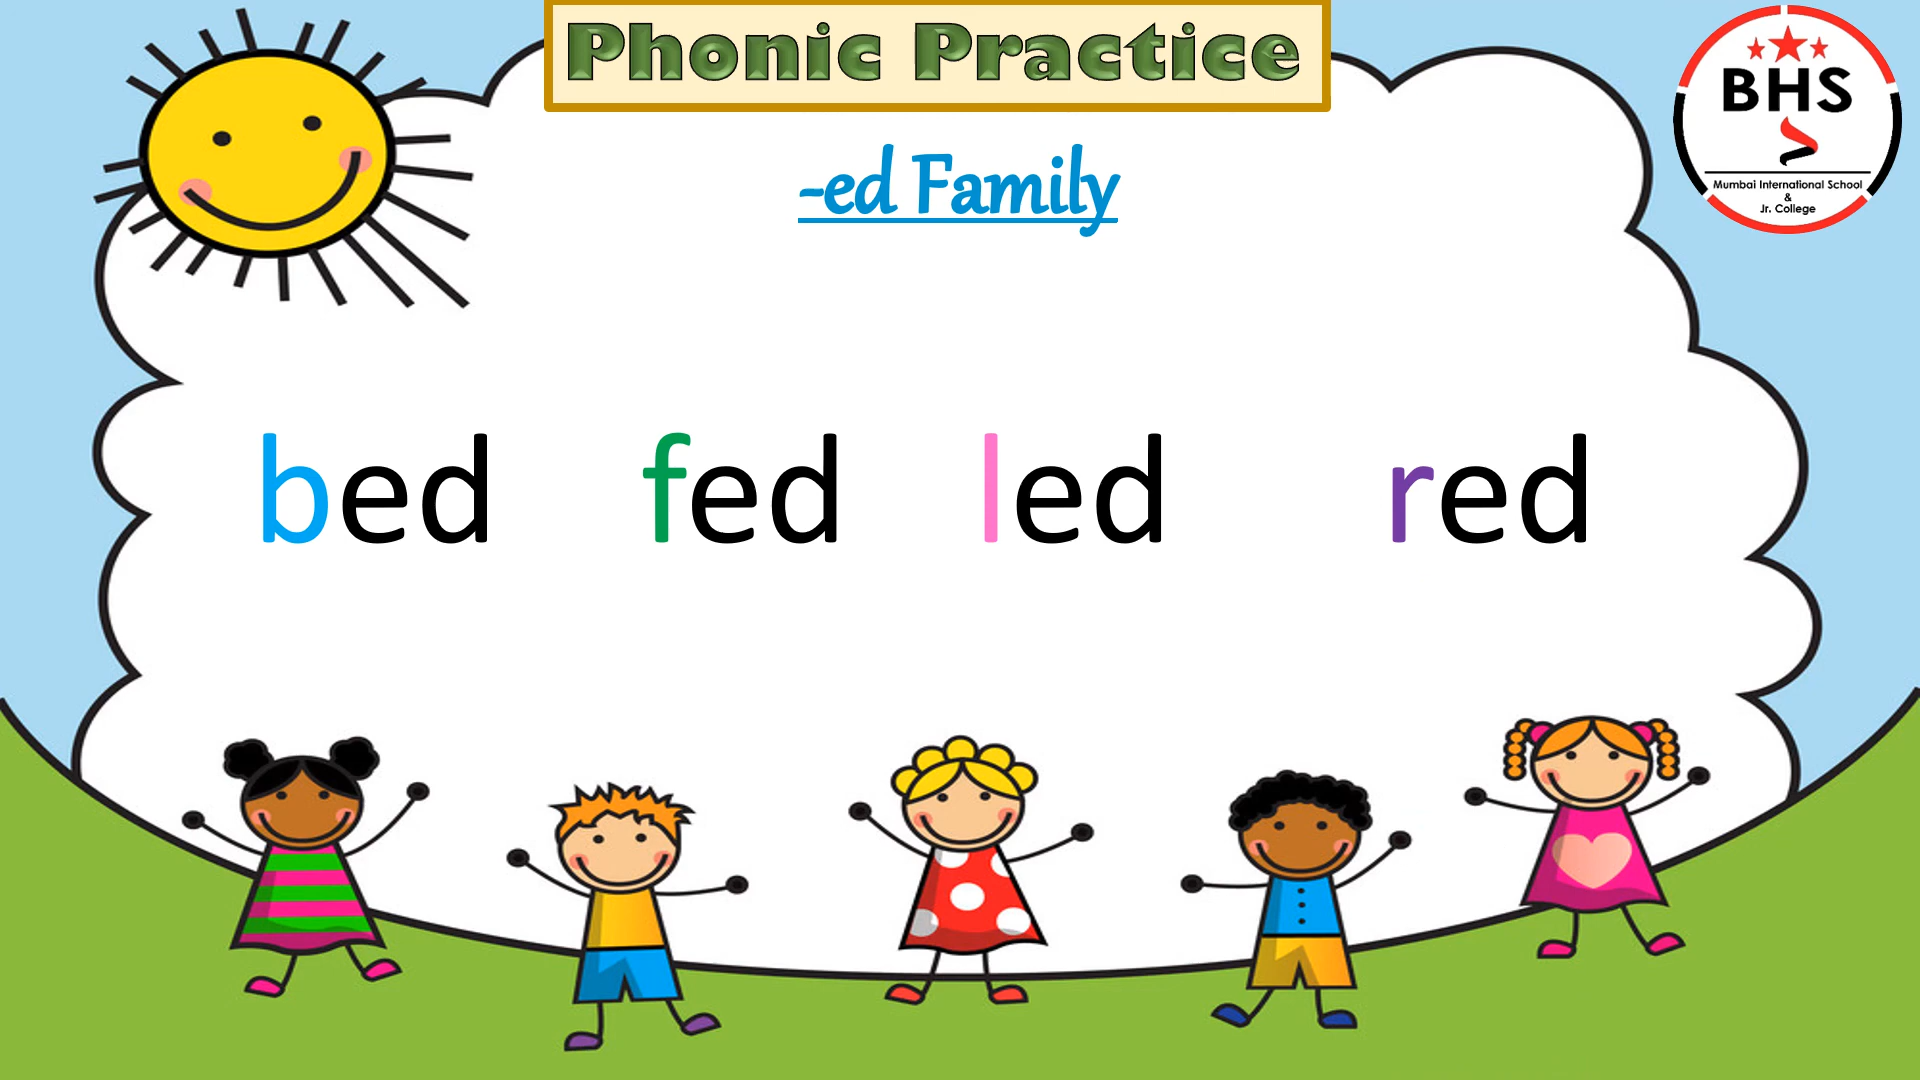 Phonic Practice
BHS
Mumbai International School
&
Jr. College
-ed Family
bed fed led red